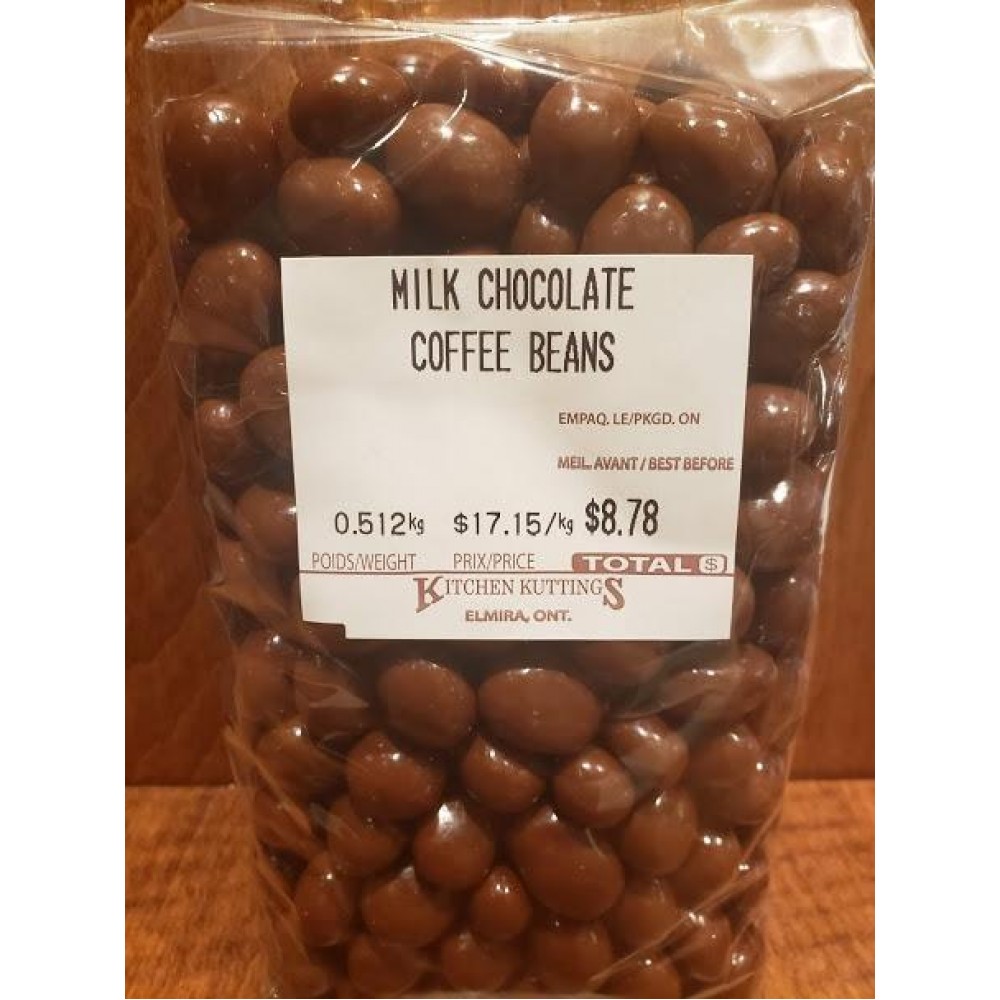 MILK CHOCOLATE
COFFEE BEANS
EMPAQ. LE/PKGD. ON
MEIL. AVANT / BEST BEFORE
0.512kg $17.15/kg $8.78
POIDS/WEIGHT PRIX/PRICE TOTAL $
KITCHEN KUTTINGS
ELMIRA, ONT.